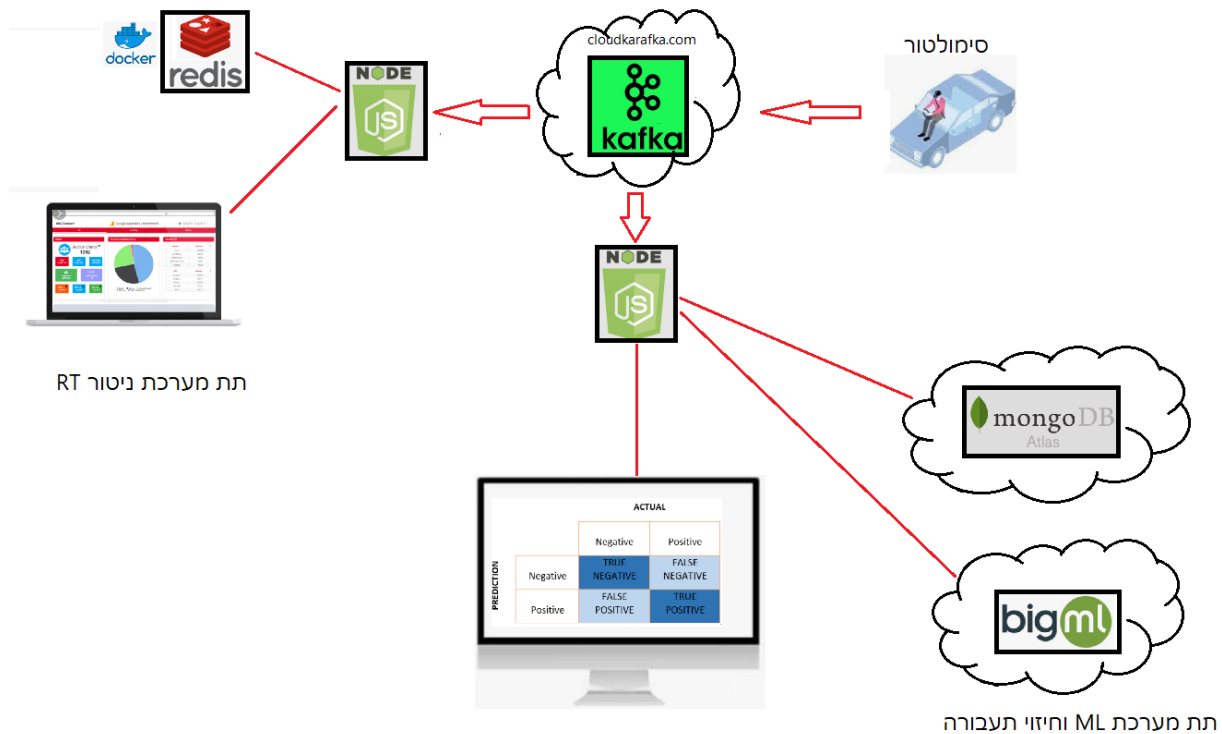 docker
redis
NODE
JS
cloudkarafka.com
kafka
סימולטור
תת מערכת ניטור RT
NODE
JS
mongoDB
Atlas
ACTUAL
Negative
Positive
PREDICTION
Negative
TRUE
NEGATIVE
FALSE
NEGATIVE
Positive
FALSE
POSITIVE
TRUE
POSITIVE
bigml
תת מערכת ML וחיזוי תעבורה